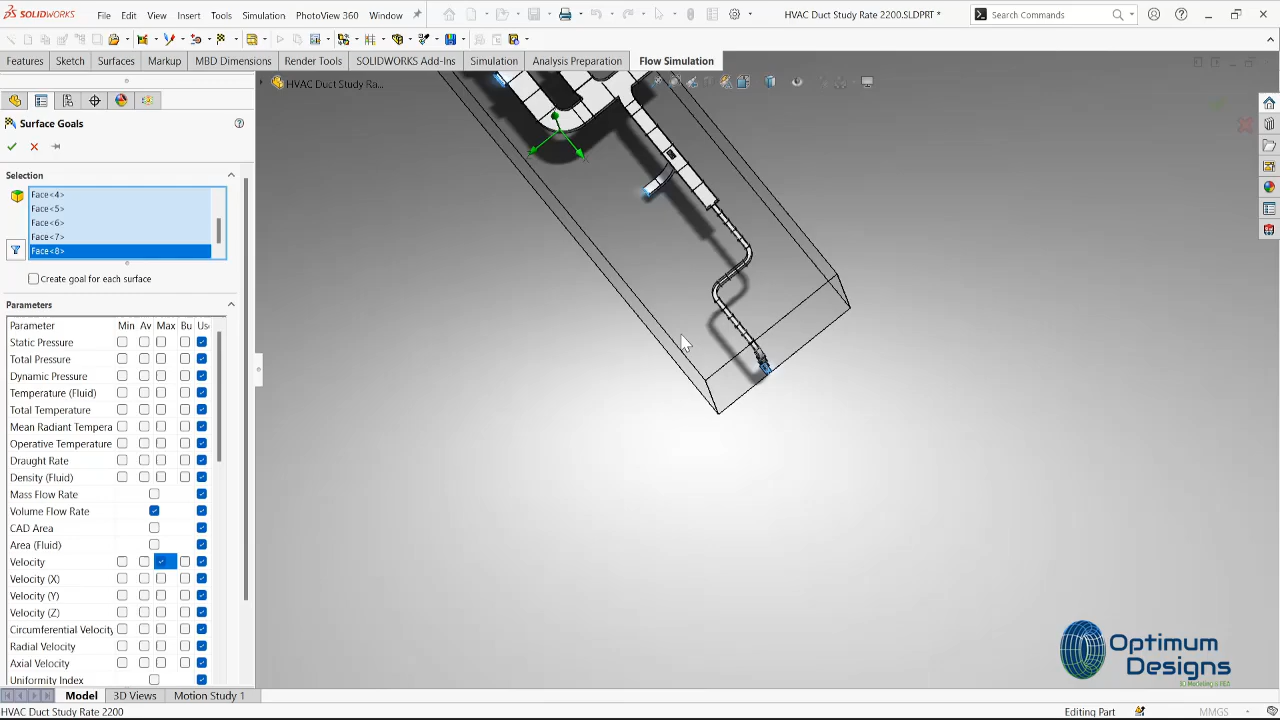 SOLIDWORKS File Edit View Insert Tools Simulation PhotoView 360 Window HVAC Duct Study Rate 2200.SLDPRT * Search Commands
Features Sketch Surfaces Markup MBD Dimensions Render Tools SOLIDWORKS Add-Ins Simulation Analysis Preparation Flow Simulation
HVAC Duct Study Ra...
Surface Goals
Selection
Face<4>
Face<5>
Face<6>
Face<7>
Face<8>
Create goal for each surface
Parameters
Parameter Min Av Max Bu Use
Static Pressure
Total Pressure
Dynamic Pressure
Temperature (Fluid)
Total Temperature
Mean Radiant Tempera
Operative Temperature
Draught Rate
Density (Fluid)
Mass Flow Rate
Volume Flow Rate
CAD Area
Area (Fluid)
Velocity
Velocity (X)
Velocity (Y)
Velocity (Z)
Circumferential Velocity
Radial Velocity
Axial Velocity
Uniformity Index
Optimum
Designs
3D Modeling & FEA
Model 3D Views Motion Study 1
HVAC Duct Study Rate 2200 Editing Part MMGS